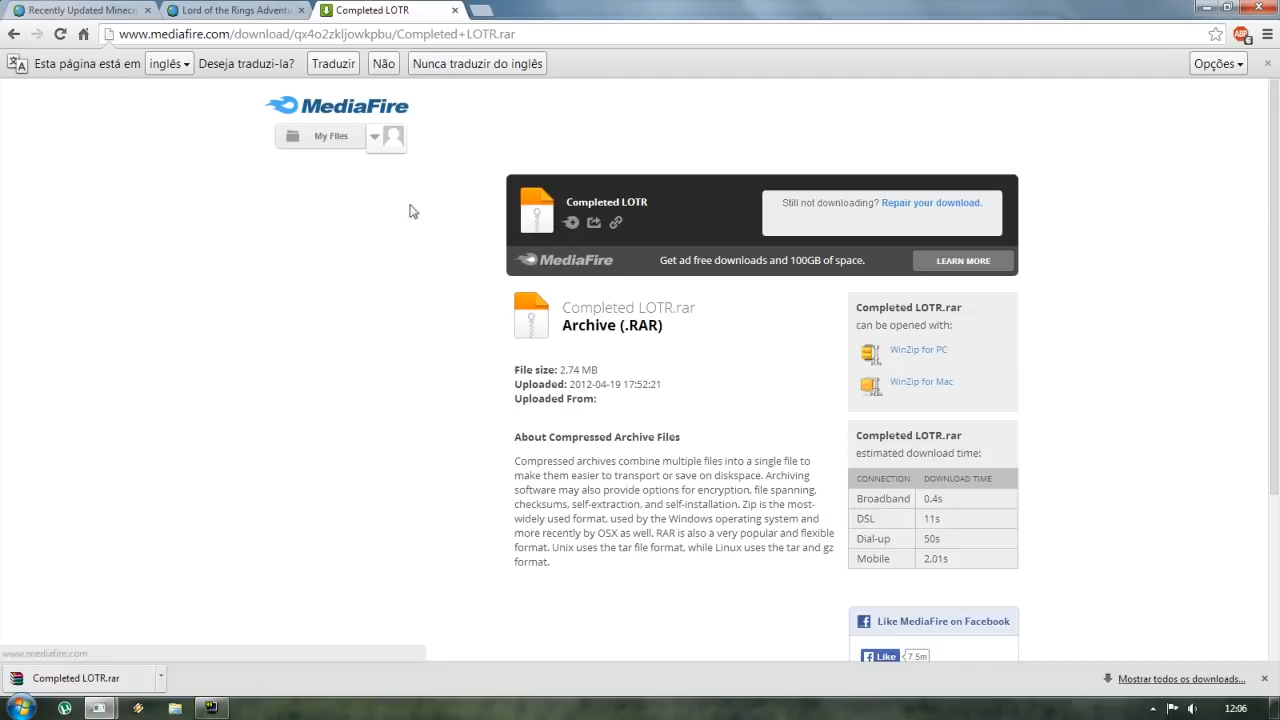 Recently Updated Minecr
Lord of the Rings Adventu
Completed LOTR
www.mediafire.com/download/qx4o2zkljowkpbu/Completed+LOTR.rar
ABP
6
Esta página está em inglês Deseja traduzi-la? Traduzir Não Nunca traduzir do inglês Opções
MediaFire
My Files
Completed LOTR
Still not downloading? Repair your download.
MediaFire Get ad free downloads and 100GB of space. LEARN MORE
Completed LOTR.rar
Archive (.RAR)
File size: 2.74 MB
Uploaded: 2012-04-19 17:52:21
Uploaded From:
About Compressed Archive Files
Compressed archives combine multiple files into a single file to
make them easier to transport or save on diskspace. Archiving
software may also provide options for encryption, file spanning,
checksums, self-extraction, and self-installation. Zip is the most-
widely used format, used by the Windows operating system and
more recently by OSX as well. RAR is also a very popular and flexible
format. Unix uses the tar file format, while Linux uses the tar and gz
format.
Completed LOTR.rar
can be opened with:
WinZip for PC
WinZip for Mac
Completed LOTR.rar
estimated download time:
CONNECTION DOWNLOAD TIME
Broadband 0.4s
DSL 11s
Dial-up 50s
Mobile 2.01s
Like MediaFire on Facebook
Like 7.5m
www.mediafire.com
Completed LOTR.rar
Mostrar todos os downloads...
12:06